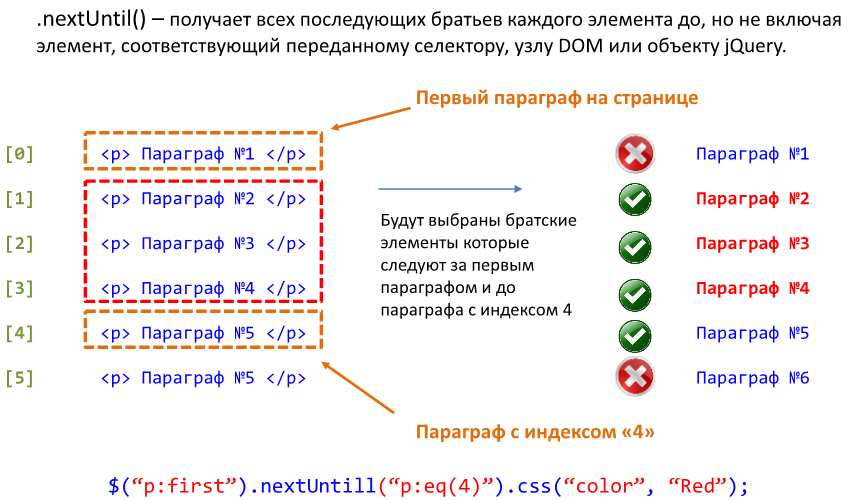 .nextUntil() – получает всех последующих братьев каждого элемента до, но не включая
элемент, соответствующий переданному селектору, узлу DOM или объекту jQuery.
Первый параграф на странице
[0] <p> Параграф №1 </p> Параграф №1
[1] <p> Параграф №2 </p> Параграф №2
[2] <p> Параграф №3 </p> Параграф №3
[3] <p> Параграф №4 </p> Параграф №4
[4] <p> Параграф №5 </p> Параграф №5
[5] <p> Параграф №5 </p> Параграф №6
Будут выбраны братские
элементы которые
следуют за первым
параграфом и до
параграфа с индексом 4
Параграф с индексом «4»
$(“p:first”).nextUntill(“p:eq(4)”).css(“color”, “Red”);